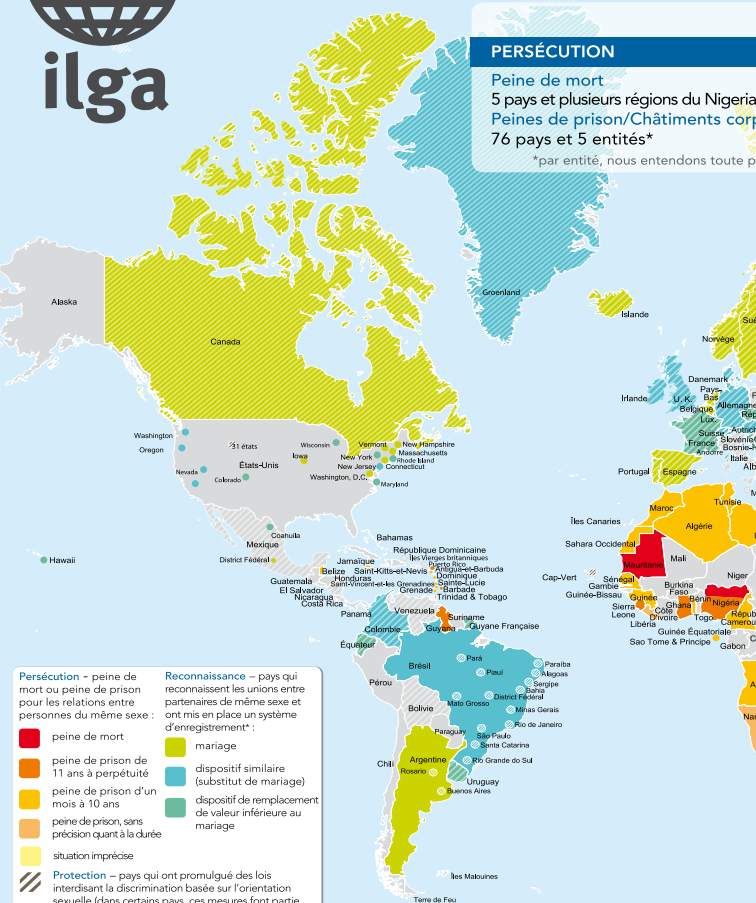 ilga
PERSÉCUTION
Peine de mort
5 pays et plusieurs régions du Nigeria
Peines de prison/Châtiments corp
76 pays et 5 entités*
*par entité, nous entendons toute p
Groenland
Alaska
Islande
Canada
Suè
Norvège
Danemark
Pays-
Bas
Irlande
U. K.
Allemagne
Belgique
Lux.
Rép
Suisse
Autrich
France
Slovénie
Bosnie-H
Andorre
Italie
Alb
Portugal
Espagne
Washington
Oregon
31 états
Wisconsin
Vermont
New Hampshire
Massachusetts
Iowa
New York
Rhode Island
États-Unis
New Jersey
Connecticut
Nevada
Colorado
Washington, D.C.
Maryland
Maroc
Tunisie
Algérie
Îles Canaries
Sahara Occidental
Coahuila
Mexique
Bahamas
Hawaii
District Fédéral
République Dominicaine
Îles Vierges britanniques
Jamaïque
Puerto Rico
Belize
Saint-Kitts-et-Nevis
Antigua-et-Barbuda
Honduras
Dominique
Guatemala
Saint-Vincent-et-les Grenadines
Sainte-Lucie
El Salvador
Grenade
Barbade
Nicaragua
Trinidad & Tobago
Costa Rica
Panama
Venezuela
Suriname
Guyane Française
Guyana
Colombie
Équateur
Mauritanie
Mali
Niger
Cap-Vert
Sénégal
Gambie
Burkina
Faso
Guinée-Bissau
Guinée
Bénin
Nigéria
Sierra
Leone
Côte
D'ivoire
Ghana
Togo
Répub
Camerou
Libéria
Guinée Équatoriale
Sao Tome & Principe
Gabon
C
A
Nar
Brésil
Pará
Piaui
Paraíba
Alagoas
Sergipe
Bahia
Pérou
Mato Grosso
District Fédéral
Bolivie
Minas Gerais
Rio de Janeiro
Paraguay
São Paulo
Santa Catarina
Chili
Argentine
Rio Grande do Sul
Rosario
Uruguay
Buenos Aires
Îles Malouines
Terre de Feu
Persécution - peine de
mort ou peine de prison
pour les relations entre
personnes du même sexe :
peine de mort
peine de prison de
11 ans à perpétuité
peine de prison d'un
mois à 10 ans
peine de prison, sans
précision quant à la durée
situation imprécise
Reconnaissance – pays qui
reconnaissent les unions entre
partenaires de même sexe et
ont mis en place un système
d'enregistrement* :
mariage
dispositif similaire
(substitut de mariage)
dispositif de remplacement
de valeur inférieure au
mariage
Protection – pays qui ont promulgué des lois
interdisant la discrimination basée sur l'orientation
sexuelle (dans certains pays, ces mesures font partie